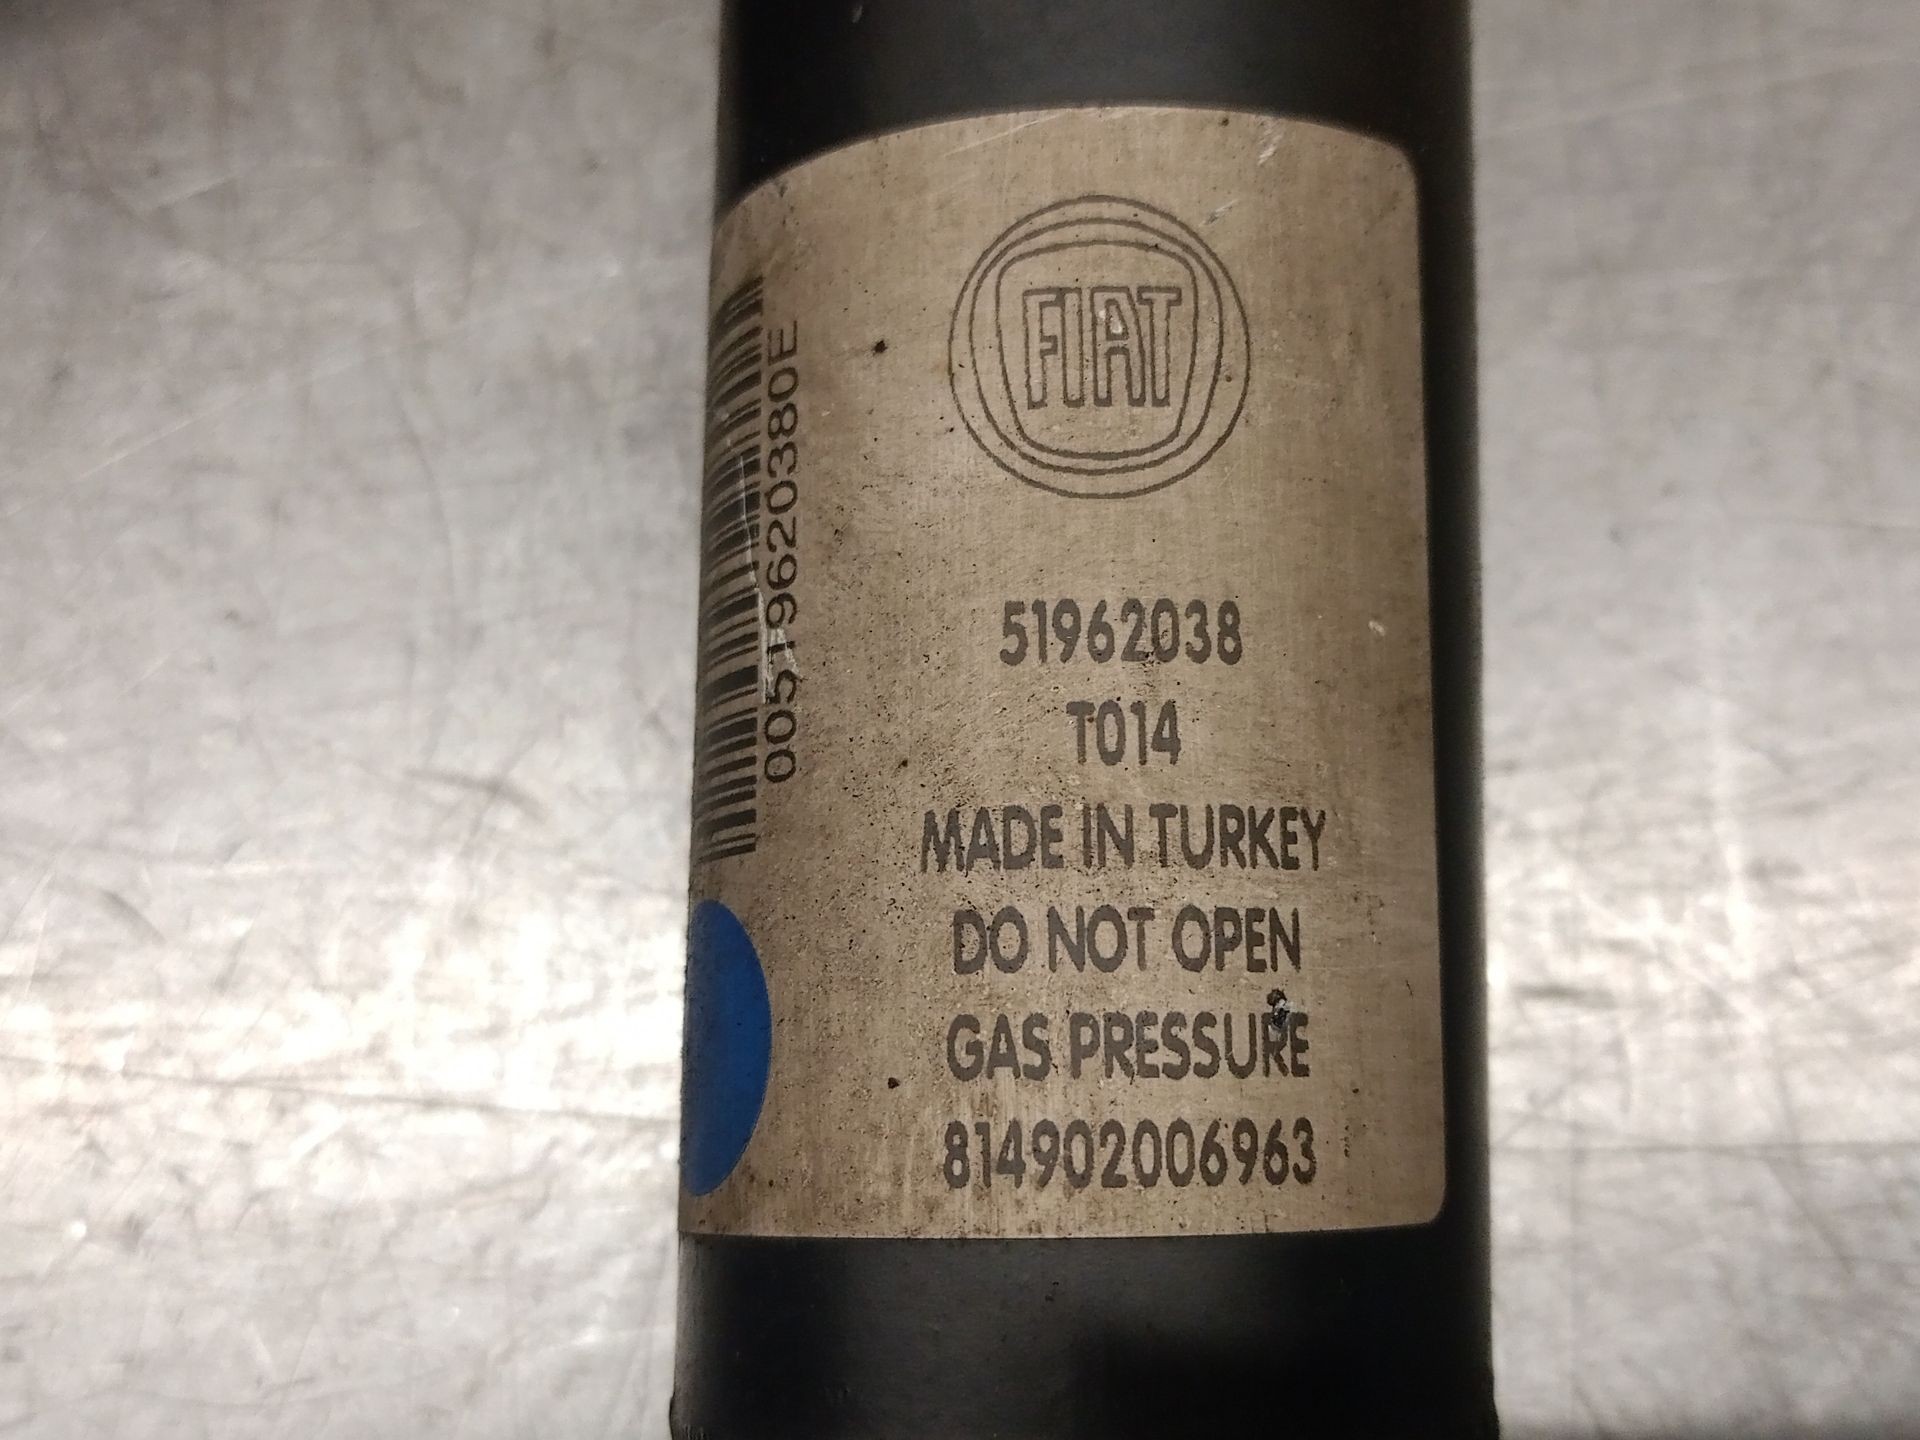 FIAT
00519620380E
51962038
T014
MADE IN TURKEY
DO NOT OPEN
GAS PRESSURE
814902006963